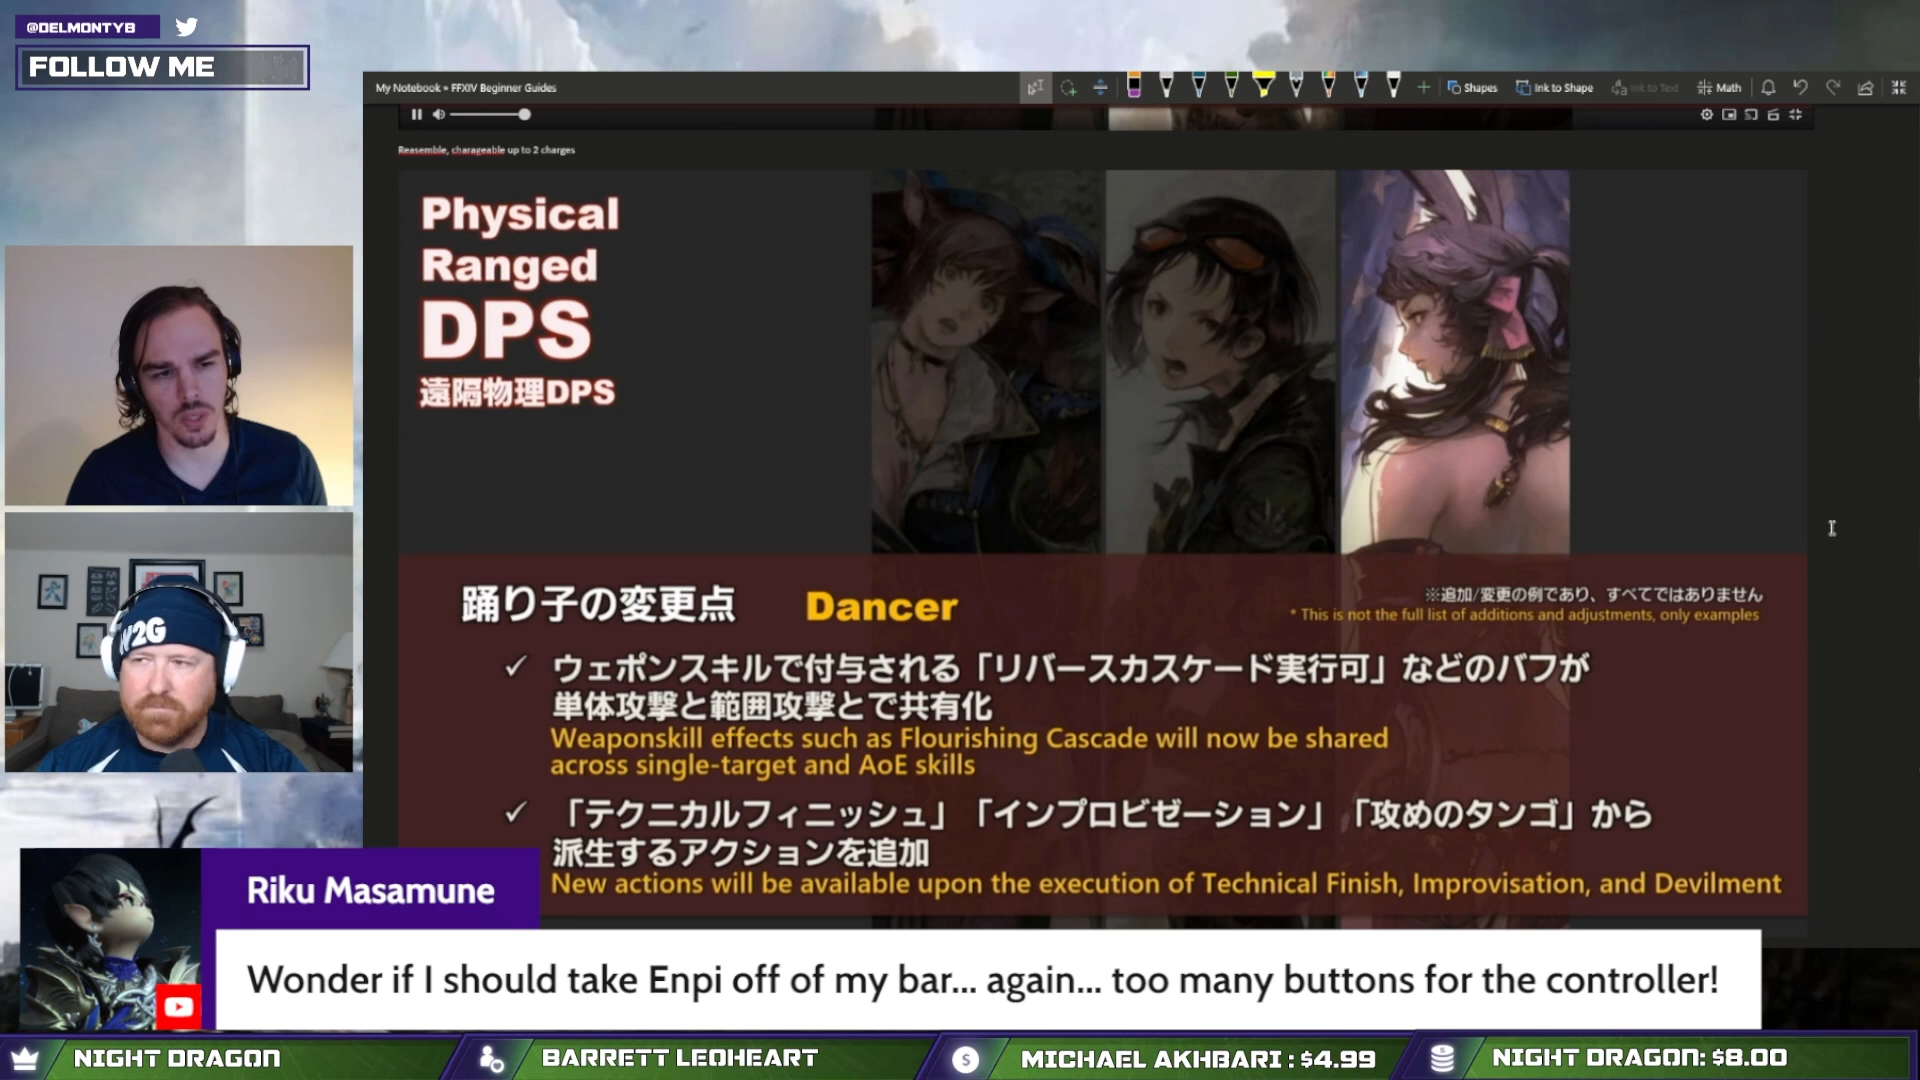 @DELMONTYB
FOLLOW ME
My Notebook » FFXIV Beginner Guides
Shapes
Ink to Shape
Ink to Text
Math
Reasemble, charageable up to 2 charges
Physical
Ranged
DPS
遠隔物理DPS
踊り子の変更点 Dancer
※追加/変更の例であり、すべてではありません
* This is not the full list of additions and adjustments, only examples
✓ ウェポンスキルで付与される「リバースカスケード実行可」などのバフが
単体攻撃と範囲攻撃とで共有化
Weaponskill effects such as Flourishing Cascade will now be shared
across single-target and AoE skills
✓ 「テクニカルフィニッシュ」「インプロビゼーション」「攻めのタンゴ」から
派生するアクションを追加
New actions will be available upon the execution of Technical Finish, Improvisation, and Devilment
Riku Masamune
Wonder if I should take Enpi off of my bar... again... too many buttons for the controller!
NIGHT DRAGON
BARRETT LEOHEART
MICHAEL AKHBARI : $4.99
NIGHT DRAGON: $8.00